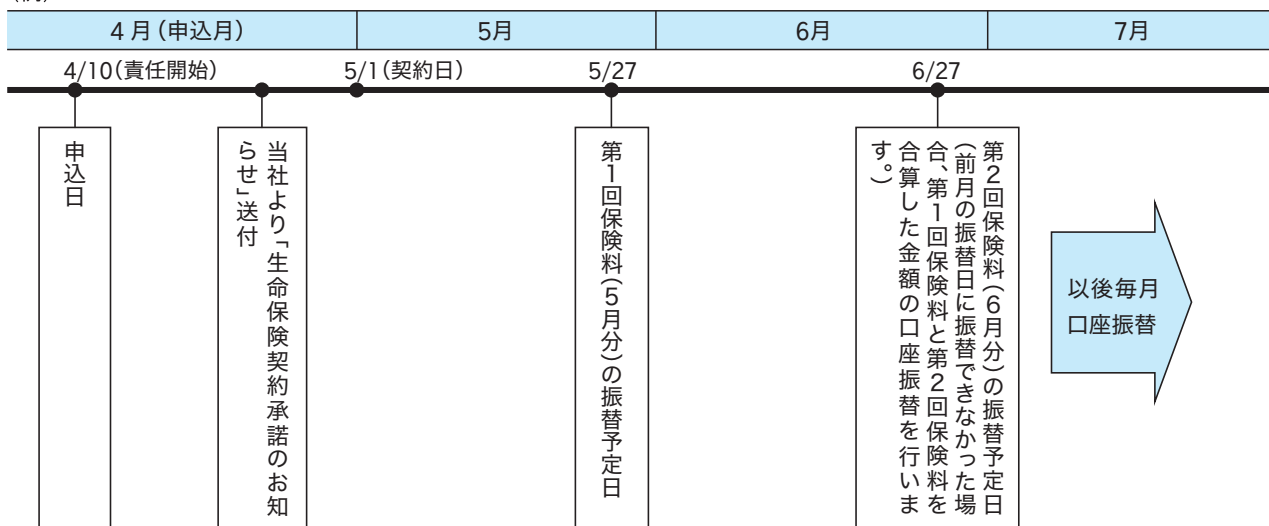 4月（申込月）
5月
6月
7月
4/10（責任開始）
5/1（契約日）
5/27
6/27
申込日
当社より「生命保険契約承諾のお知
らせ」送付
第1回保険料（5月分）の振替予定日
第2回保険料（6月分）の振替予定日
（前月の振替日に振替できなかった場
合、第1回保険料と第2回保険料を
合算した金額の口座振替を行いま
す。）
以後毎月
口座振替